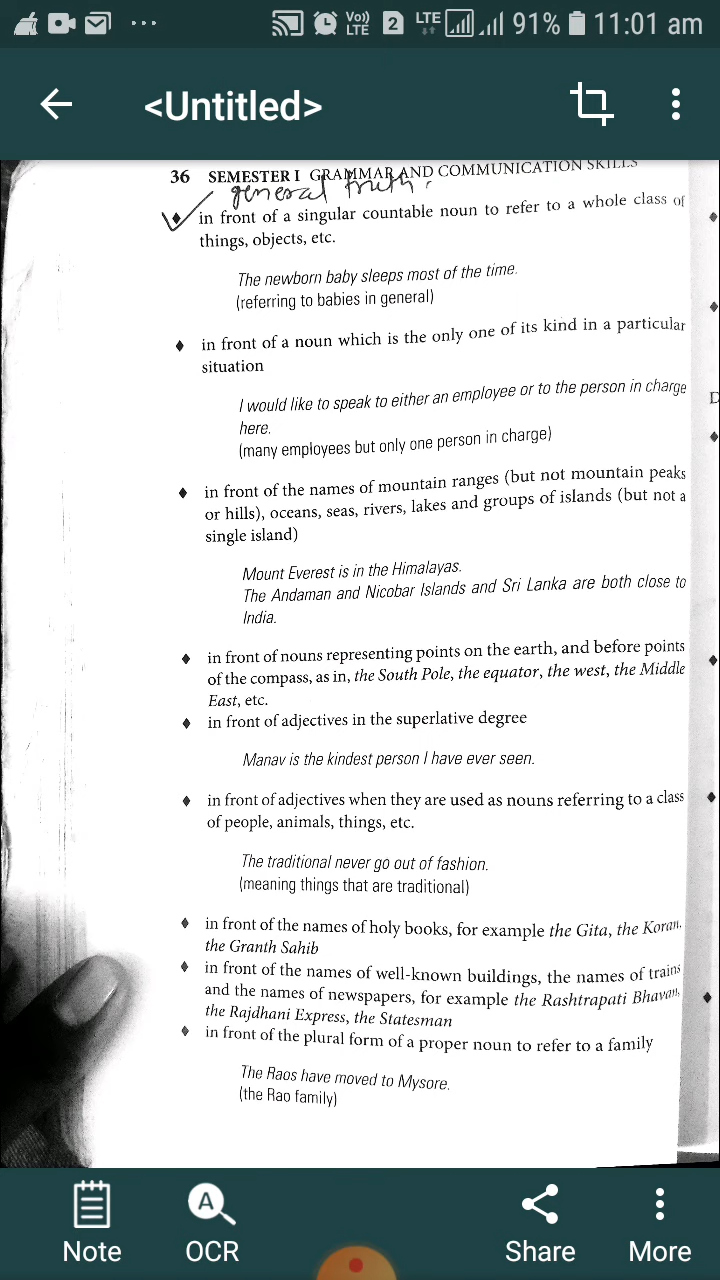 Vo))
LTE
2
LTE
91%
11:01 am
<Untitled>
36 SEMESTER I GRAMMAR AND COMMUNICATION SKILLS
general truth.
♦ in front of a singular countable noun to refer to a whole class of
things, objects, etc.
The newborn baby sleeps most of the time.
(referring to babies in general)
♦ in front of a noun which is the only one of its kind in a particular
situation
I would like to speak to either an employee or to the person in charge
here.
(many employees but only one person in charge)
♦ in front of the names of mountain ranges (but not mountain peaks
or hills), oceans, seas, rivers, lakes and groups of islands (but not a
single island)
Mount Everest is in the Himalayas.
The Andaman and Nicobar Islands and Sri Lanka are both close to
India.
♦ in front of nouns representing points on the earth, and before points
of the compass, as in, the South Pole, the equator, the west, the Middle
East, etc.
♦ in front of adjectives in the superlative degree
Manav is the kindest person I have ever seen.
♦ in front of adjectives when they are used as nouns referring to a class
of people, animals, things, etc.
The traditional never go out of fashion.
(meaning things that are traditional)
♦ in front of the names of holy books, for example the Gita, the Koran,
the Granth Sahib
♦ in front of the names of well-known buildings, the names of trains
and the names of newspapers, for example the Rashtrapati Bhavan,
the Rajdhani Express, the Statesman
♦ in front of the plural form of a proper noun to refer to a family
The Raos have moved to Mysore.
(the Rao family)
A
Note OCR Share More